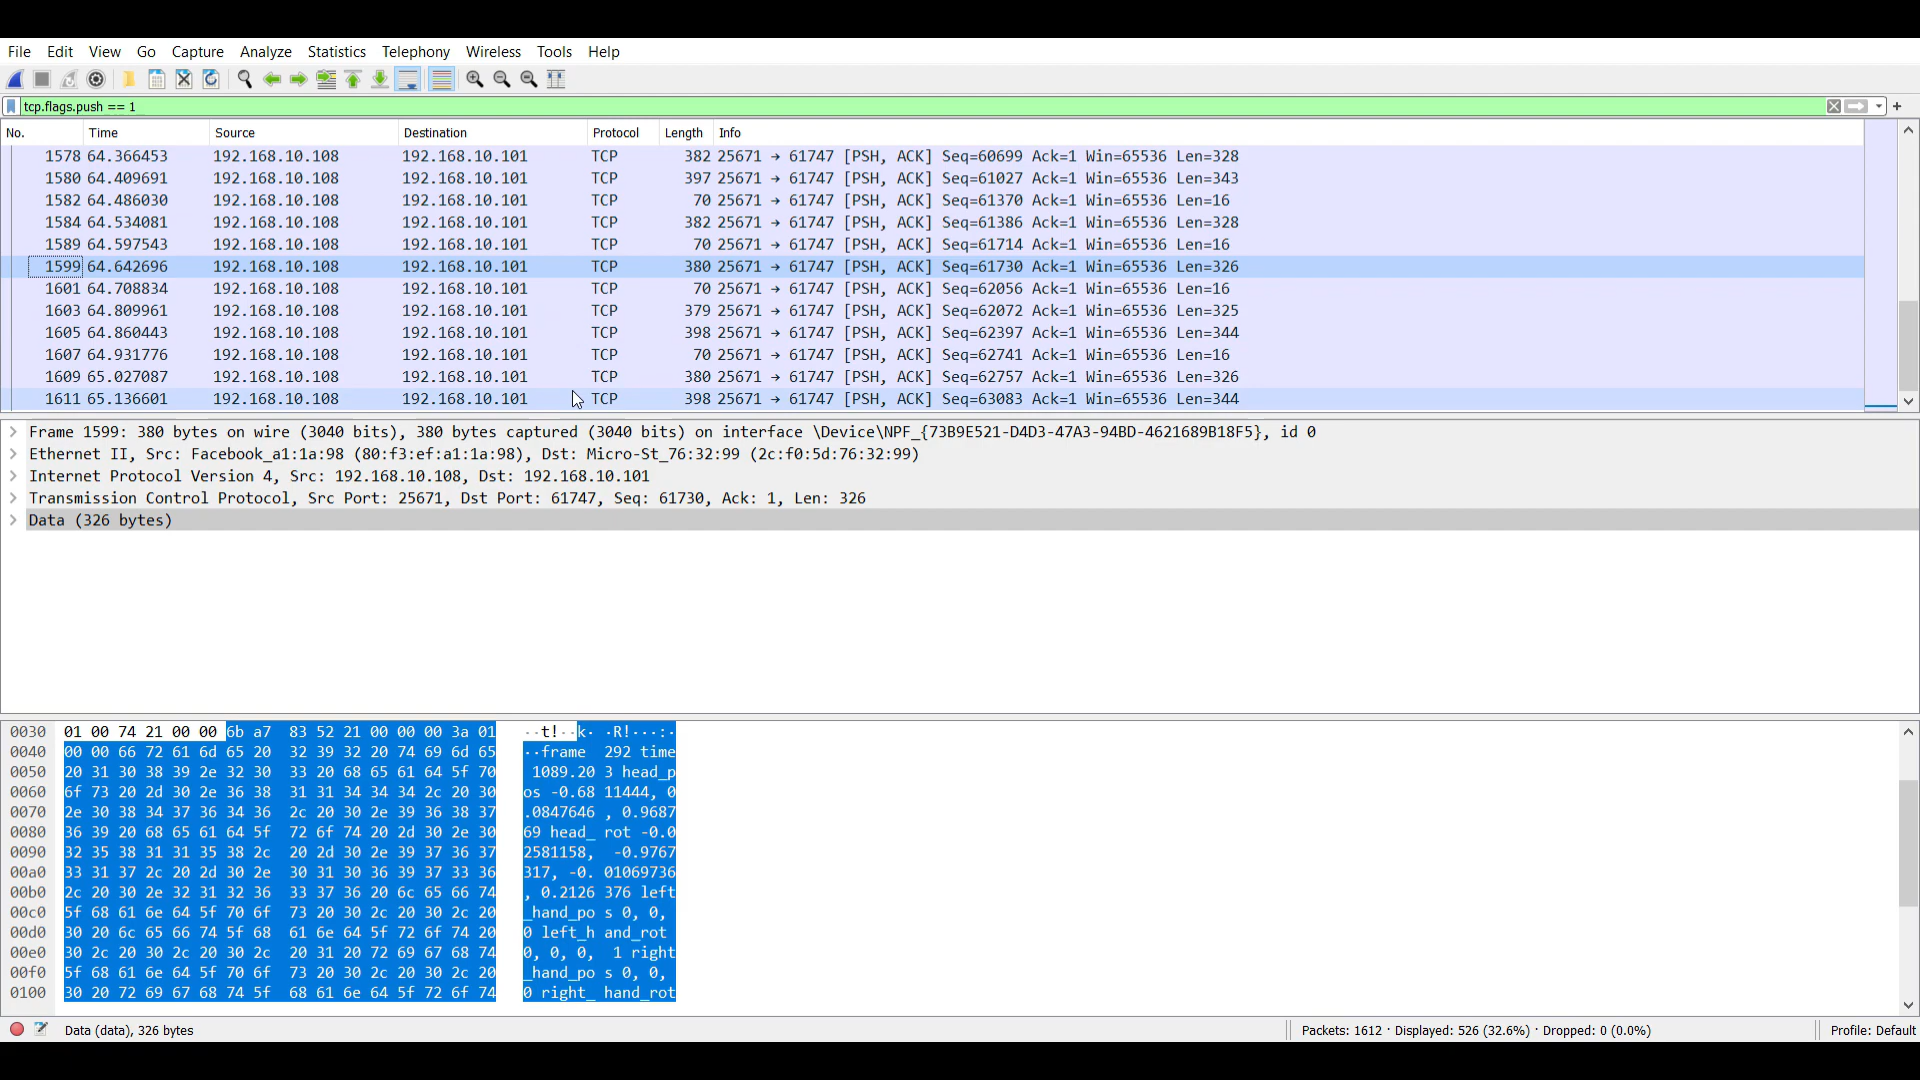 File Edit View Go Capture Analyze Statistics Telephony Wireless Tools Help
tcp.flags.push == 1
No. Time Source Destination Protocol Length Info
1578 64.366453 192.168.10.108 192.168.10.101 TCP 382 25671 → 61747 [PSH, ACK] Seq=60699 Ack=1 Win=65536 Len=328
1580 64.409691 192.168.10.108 192.168.10.101 TCP 397 25671 → 61747 [PSH, ACK] Seq=61027 Ack=1 Win=65536 Len=343
1582 64.486030 192.168.10.108 192.168.10.101 TCP 70 25671 → 61747 [PSH, ACK] Seq=61370 Ack=1 Win=65536 Len=16
1584 64.534081 192.168.10.108 192.168.10.101 TCP 382 25671 → 61747 [PSH, ACK] Seq=61386 Ack=1 Win=65536 Len=328
1589 64.597543 192.168.10.108 192.168.10.101 TCP 70 25671 → 61747 [PSH, ACK] Seq=61714 Ack=1 Win=65536 Len=16
1599 64.642696 192.168.10.108 192.168.10.101 TCP 380 25671 → 61747 [PSH, ACK] Seq=61730 Ack=1 Win=65536 Len=326
1601 64.708834 192.168.10.108 192.168.10.101 TCP 70 25671 → 61747 [PSH, ACK] Seq=62056 Ack=1 Win=65536 Len=16
1603 64.809961 192.168.10.108 192.168.10.101 TCP 379 25671 → 61747 [PSH, ACK] Seq=62072 Ack=1 Win=65536 Len=325
1605 64.860443 192.168.10.108 192.168.10.101 TCP 398 25671 → 61747 [PSH, ACK] Seq=62397 Ack=1 Win=65536 Len=344
1607 64.931776 192.168.10.108 192.168.10.101 TCP 70 25671 → 61747 [PSH, ACK] Seq=62741 Ack=1 Win=65536 Len=16
1609 65.027087 192.168.10.108 192.168.10.101 TCP 380 25671 → 61747 [PSH, ACK] Seq=62757 Ack=1 Win=65536 Len=326
1611 65.136601 192.168.10.108 192.168.10.101 TCP 398 25671 → 61747 [PSH, ACK] Seq=63083 Ack=1 Win=65536 Len=344
Frame 1599: 380 bytes on wire (3040 bits), 380 bytes captured (3040 bits) on interface \Device\NPF_{73B9E521-D4D3-47A3-94BD-4621689B18F5}, id 0
Ethernet II, Src: Facebook_a1:1a:98 (80:f3:ef:a1:1a:98), Dst: Micro-St_76:32:99 (2c:f0:5d:76:32:99)
Internet Protocol Version 4, Src: 192.168.10.108, Dst: 192.168.10.101
Transmission Control Protocol, Src Port: 25671, Dst Port: 61747, Seq: 61730, Ack: 1, Len: 326
Data (326 bytes)
0030 01 00 74 21 00 00 6b a7 83 52 21 00 00 00 3a 01 ··t!··k· ·R!···:·
0040 00 00 66 72 61 6d 65 20 32 39 32 20 74 69 6d 65 ··frame 292 time
0050 20 31 30 38 39 2e 32 30 33 20 68 65 61 64 5f 70 1089.20 3 head_p
0060 6f 73 20 2d 30 2e 36 38 31 31 34 34 34 2c 20 30 os -0.68 11444, 0
0070 2e 30 38 34 37 36 34 36 2c 20 30 2e 39 36 38 37 .0847646 , 0.9687
0080 36 39 20 68 65 61 64 5f 72 6f 74 20 2d 30 2e 30 69 head_ rot -0.0
0090 32 35 38 31 31 35 38 2c 20 2d 30 2e 39 37 36 37 2581158, -0.9767
00a0 33 31 37 2c 20 2d 30 2e 30 31 30 36 39 37 33 36 317, -0. 01069736
00b0 2c 20 30 2e 32 31 32 36 33 37 36 20 6c 65 66 74 , 0.2126 376 left
00c0 5f 68 61 6e 64 5f 70 6f 73 20 30 2c 20 30 2c 20 _hand_po s 0, 0,
00d0 30 20 6c 65 66 74 5f 68 61 6e 64 5f 72 6f 74 20 0 left_h and_rot
00e0 30 2c 20 30 2c 20 30 2c 20 31 20 72 69 67 68 74 0, 0, 0, 1 right
00f0 5f 68 61 6e 64 5f 70 6f 73 20 30 2c 20 30 2c 20 _hand_po s 0, 0,
0100 30 20 72 69 67 68 74 5f 68 61 6e 64 5f 72 6f 74 0 right_ hand_rot
Data (data), 326 bytes Packets: 1612 · Displayed: 526 (32.6%) · Dropped: 0 (0.0%) Profile: Default